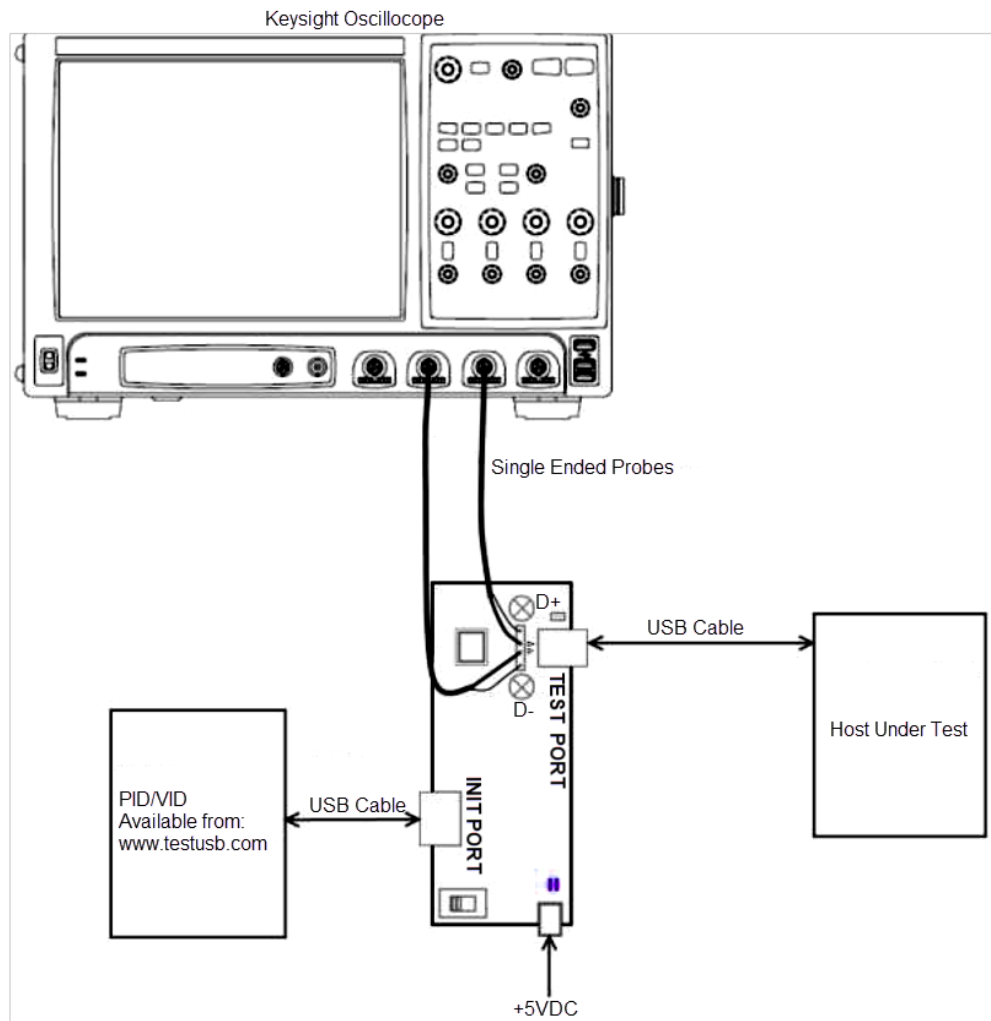 Keysight Oscillocope
Single Ended Probes
D+
USB Cable
D-
TEST PORT
Host Under Test
PID/VID
Available from:
www.testusb.com
USB Cable
INIT PORT
+5VDC